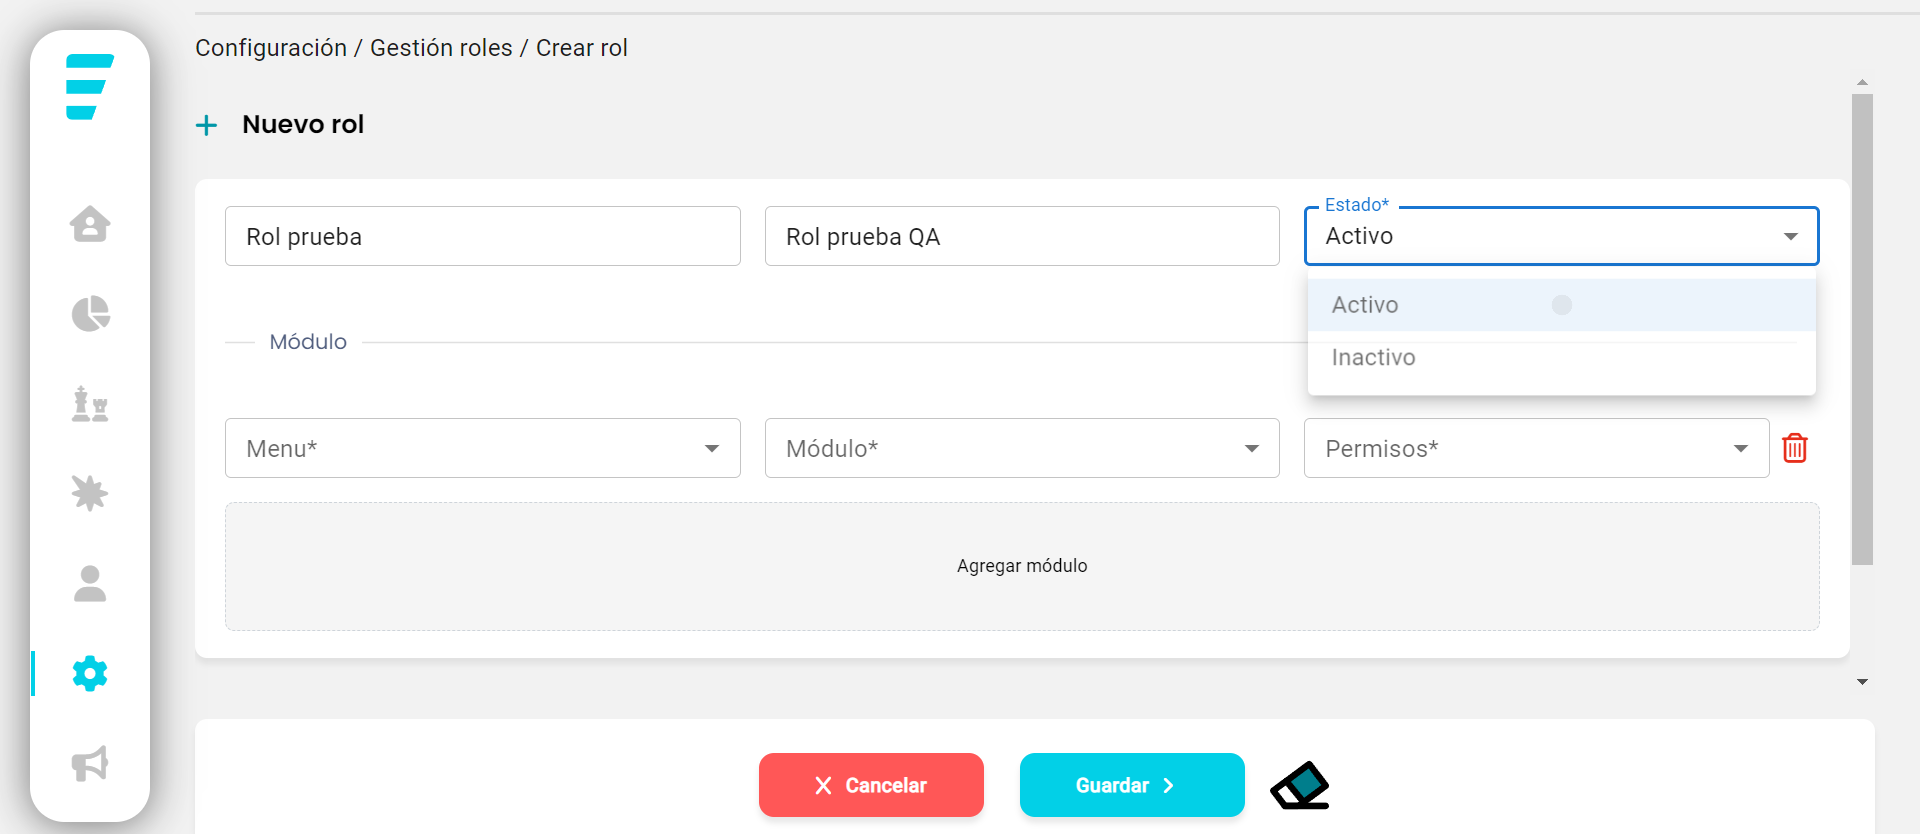 Configuración / Gestión roles / Crear rol
Nuevo rol
Rol prueba
Rol prueba QA
Estado*
Activo
Activo
Inactivo
Módulo
Menu*
Módulo*
Permisos*
Agregar módulo
Cancelar
Guardar